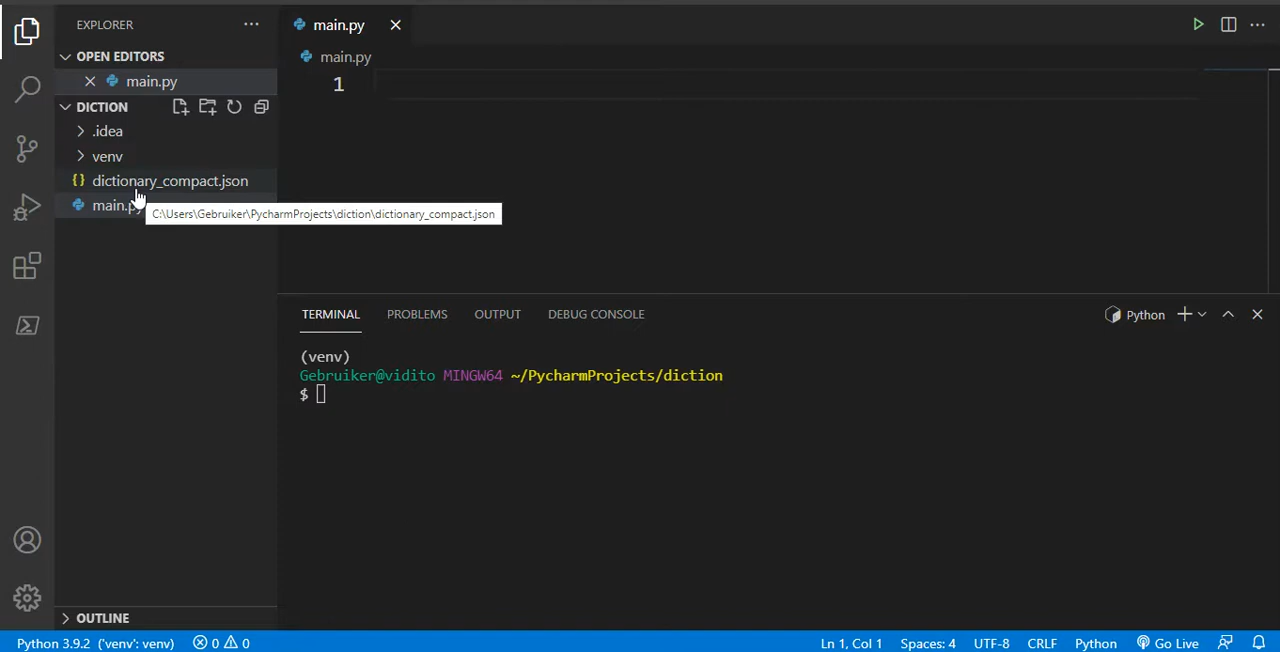 EXPLORER
main.py
OPEN EDITORS
main.py
main.py
1
DICTION
.idea
venv
dictionary_compact.json
main.py
C:\Users\Gebruiker\PycharmProjects\diction\dictionary_compact.json
TERMINAL PROBLEMS OUTPUT DEBUG CONSOLE
Python
(venv)
Gebruiker@vidito MINGW64 ~/PycharmProjects/diction
$
OUTLINE
Python 3.9.2 ('venv': venv) 0 0 Ln 1, Col 1 Spaces: 4 UTF-8 CRLF Python Go Live